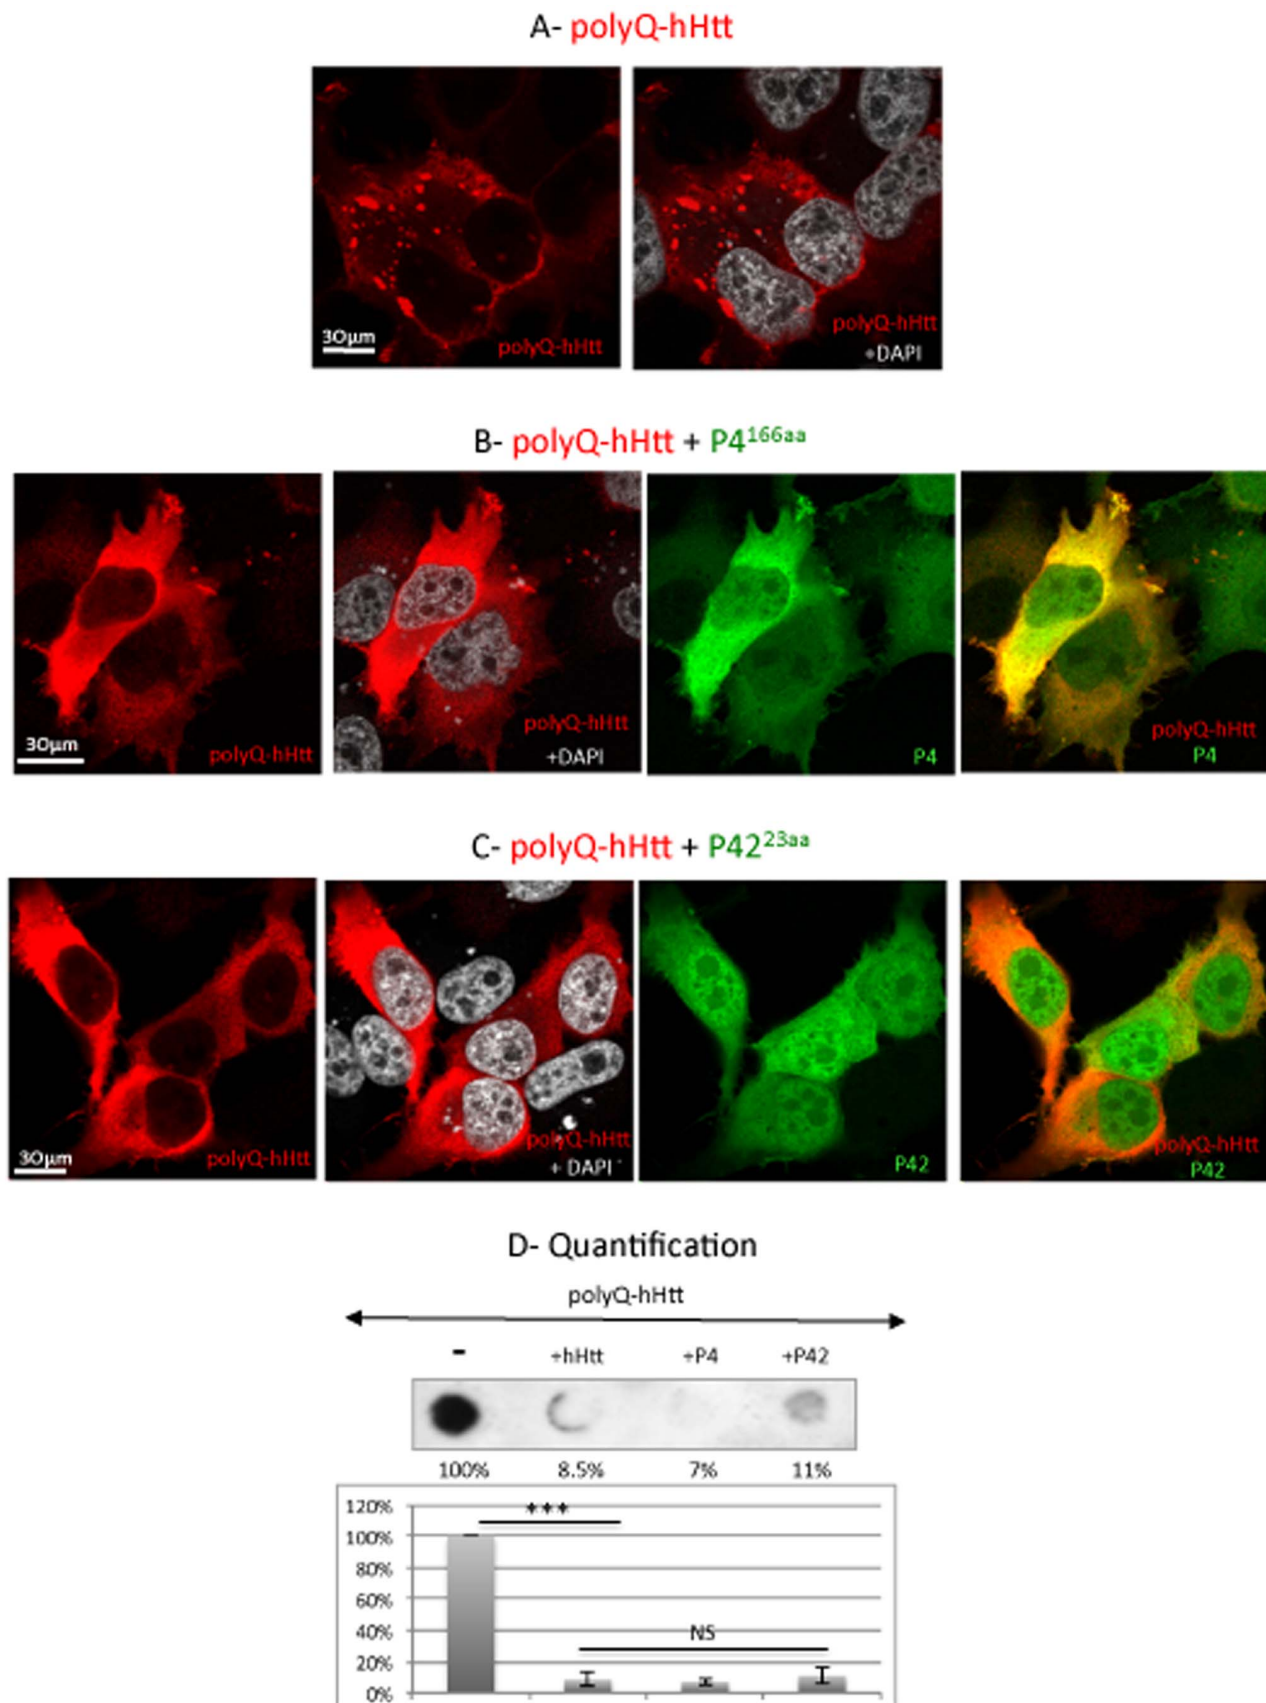 A- polyQ-hHtt
30µm
polyQ-hHtt
polyQ-hHtt
+DAPI
B- polyQ-hHtt + P4166aa
30µm
polyQ-hHtt
polyQ-hHtt
+DAPI
P4
polyQ-hHtt
P4
C- polyQ-hHtt + P4223aa
30µm
polyQ-hHtt
polyQ-hHtt
+ DAPI
P42
polyQ-hHtt
P42
D- Quantification
polyQ-hHtt
- +hHtt +P4 +P42
100% 8.5% 7% 11%
120%
***
100%
80%
60%
40%
NS
20%
0%